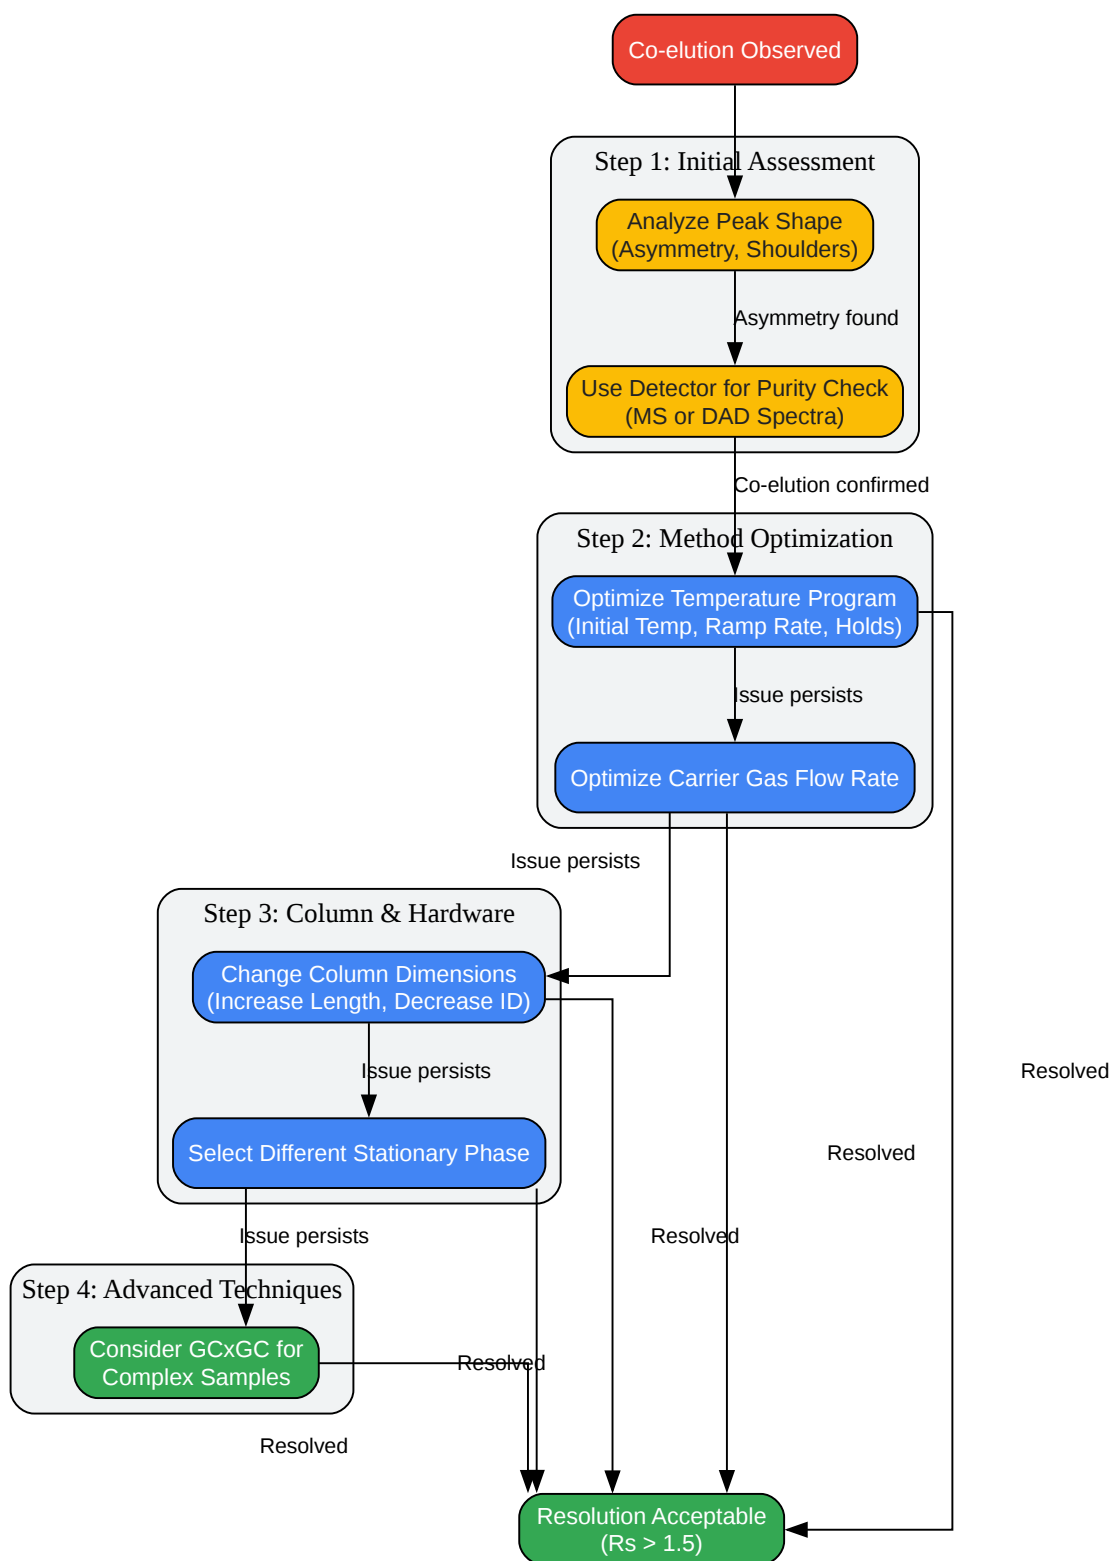 Co-elution Observed
Step 1: Initial Assessment
Analyze Peak Shape
(Asymmetry, Shoulders)
Asymmetry found
Use Detector for Purity Check
(MS or DAD Spectra)
Co-elution confirmed
Step 2: Method Optimization
Optimize Temperature Program
(Initial Temp, Ramp Rate, Holds)
Issue persists
Optimize Carrier Gas Flow Rate
Issue persists
Step 3: Column & Hardware
Change Column Dimensions
(Increase Length, Decrease ID)
Issue persists
Resolved
Select Different Stationary Phase
Resolved
Issue persists
Resolved
Step 4: Advanced Techniques
Consider GCxGC for
Complex Samples
Resolved
Resolved
Resolution Acceptable
(Rs > 1.5)